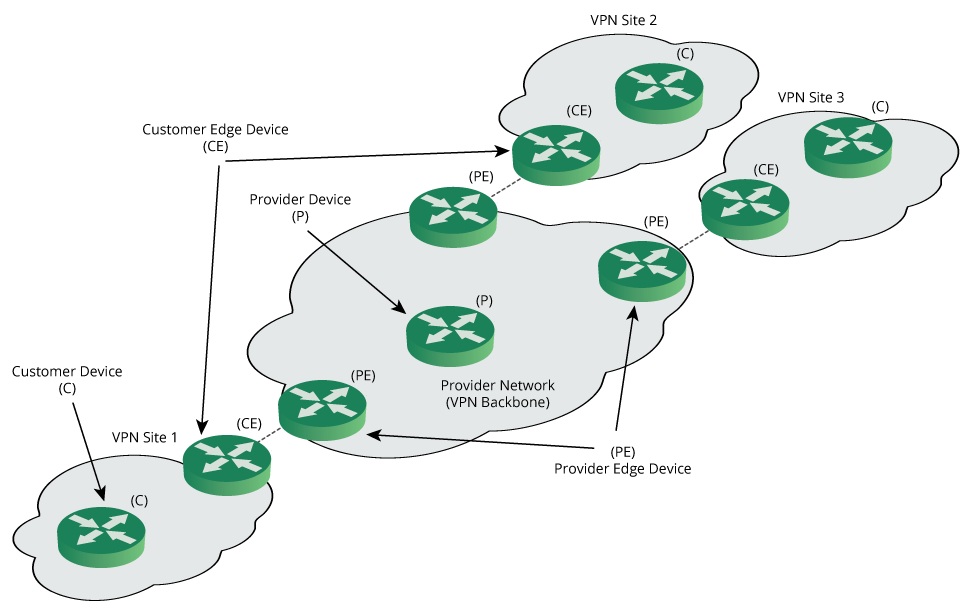 VPN Site 2
(C)
VPN Site 3
(C)
(CE)
Customer Edge Device
(CE)
(CE)
(PE)
Provider Device
(P)
(PE)
(P)
Customer Device
(C)
(PE)
Provider Network
(VPN Backbone)
VPN Site 1
(CE)
(PE)
Provider Edge Device
(C)